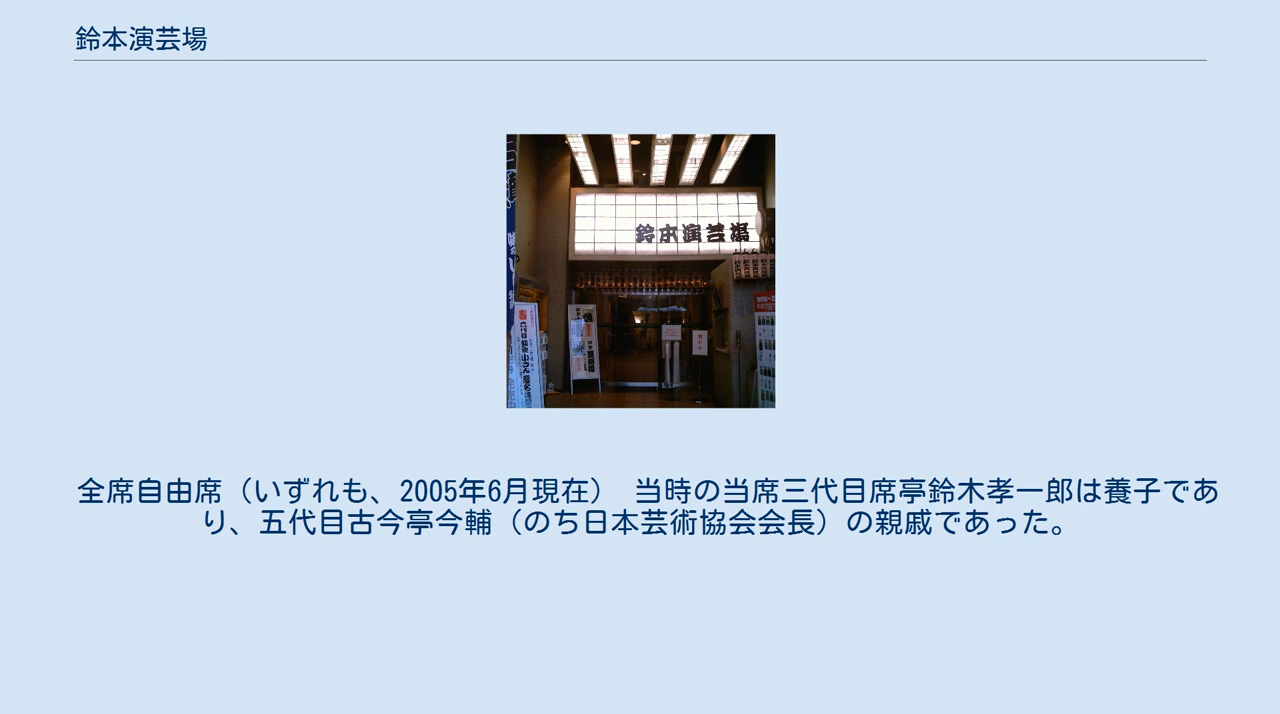 鈴本演芸場
鈴本演芸場
全席自由席（いずれも、2005年6月現在）　当時の当席三代目席亭鈴木孝一郎は養子であ
り、五代目古今亭今輔（のち日本芸術協会会長）の親戚であった。